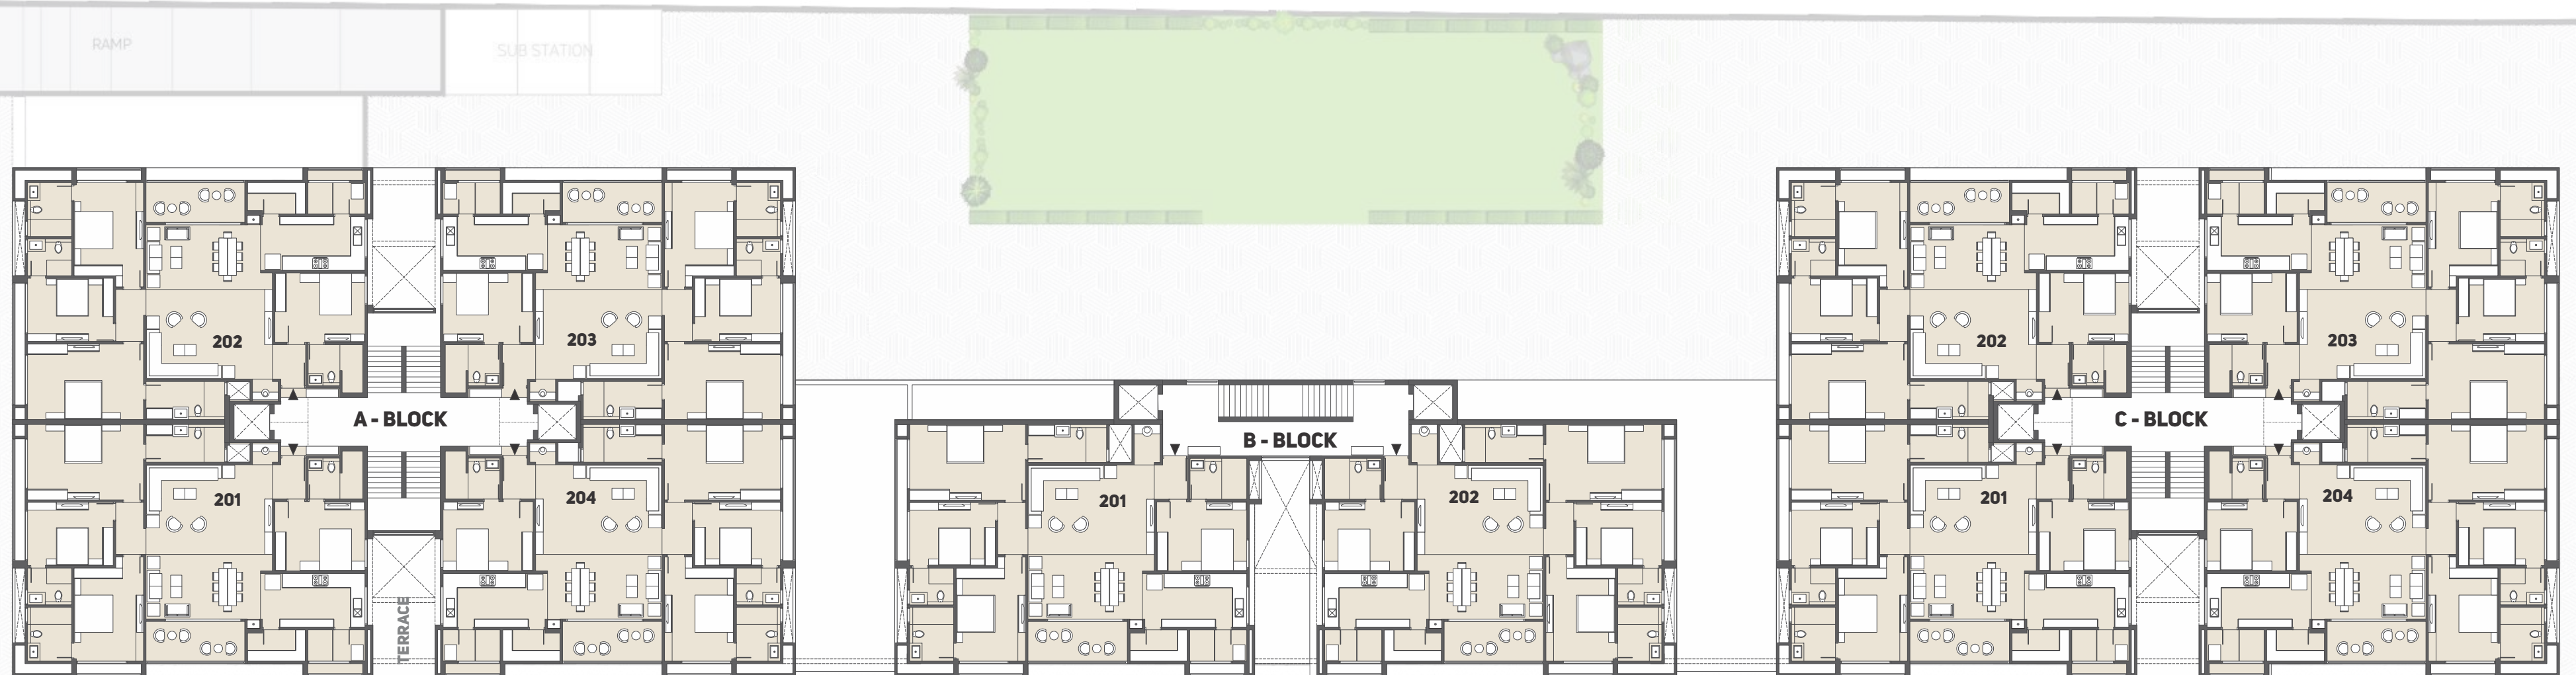 RAMP
SUB STATION
202
203
A - BLOCK
201
204
TERRACE
B - BLOCK
201
202
202
203
C - BLOCK
201
204